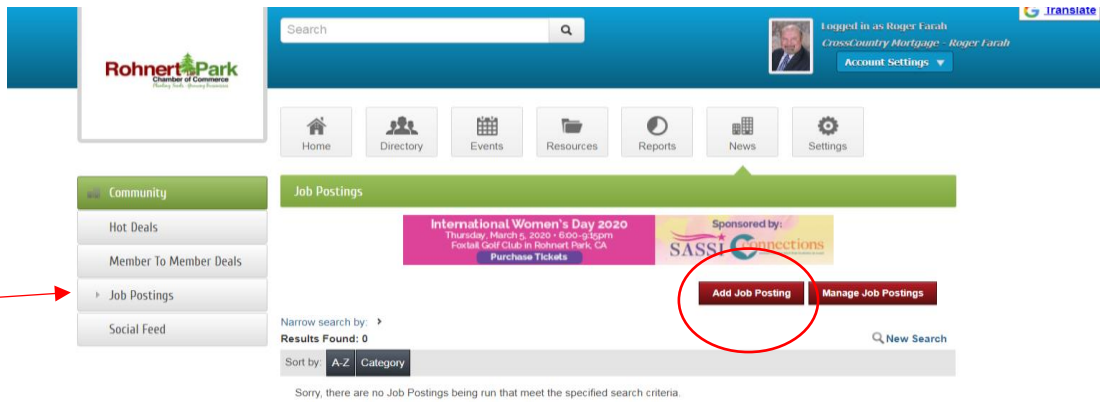 Translate
Search
Logged in as Roger Farah
CrossCountry Mortgage - Roger Farah
Account Settings
Rohnert Park
Chamber of Commerce
Home
Directory
Events
Resources
Reports
News
Settings
Community
Hot Deals
Member To Member Deals
Job Postings
Social Feed
Job Postings
International Women's Day 2020
Thursday, March 5, 2020 • 6:00-9:15pm
Foxtail Golf Club in Rohnert Park, CA
Purchase Tickets
Sponsored by:
SASSI Connections
Add Job Posting
Manage Job Postings
Narrow search by:
Results Found: 0
New Search
Sort by: A-Z Category
Sorry, there are no Job Postings being run that meet the specified search criteria.